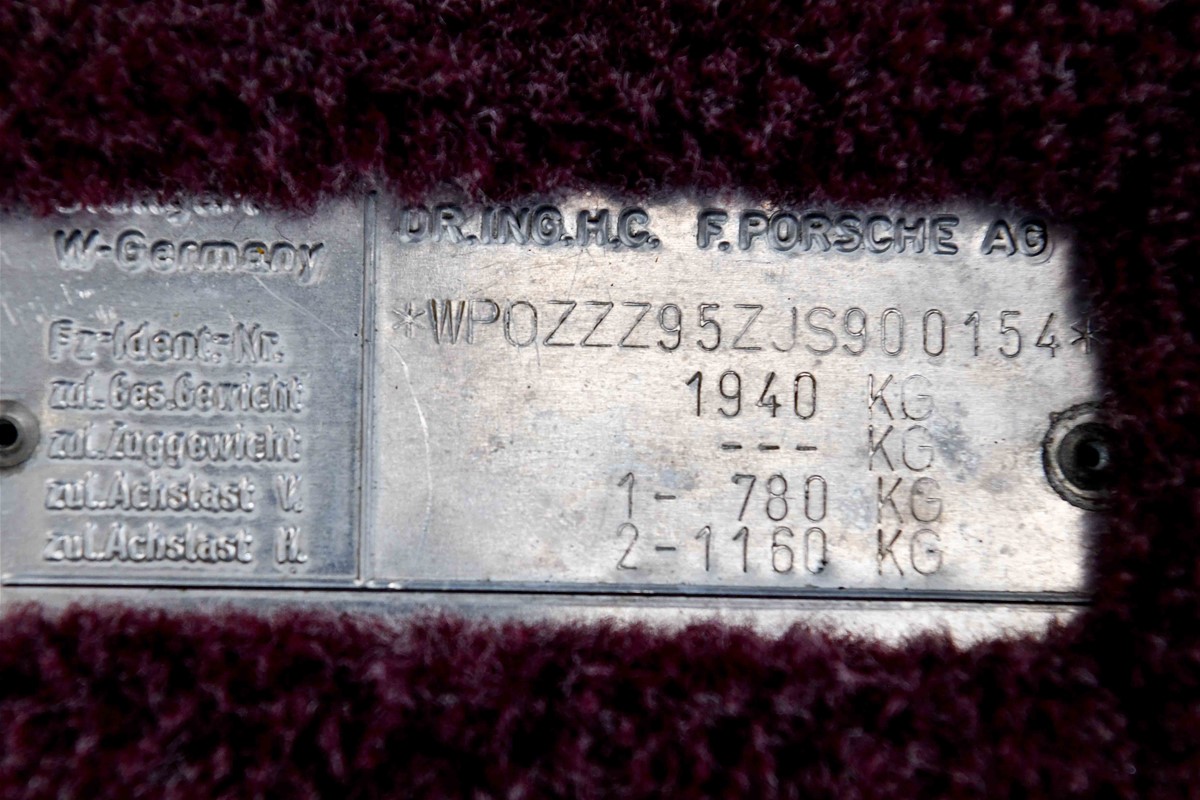 Stuttgart
W-Germany
DR.ING.H.C. F.PORSCHE AG
Fz-Ident.-Nr.
*WP0ZZZ95ZJS900154*
zul. Ges.Gewicht
1940 KG
zul. Zuggewicht
--- KG
zul. Achslast V.
1- 780 KG
zul. Achslast H.
2-1160 KG